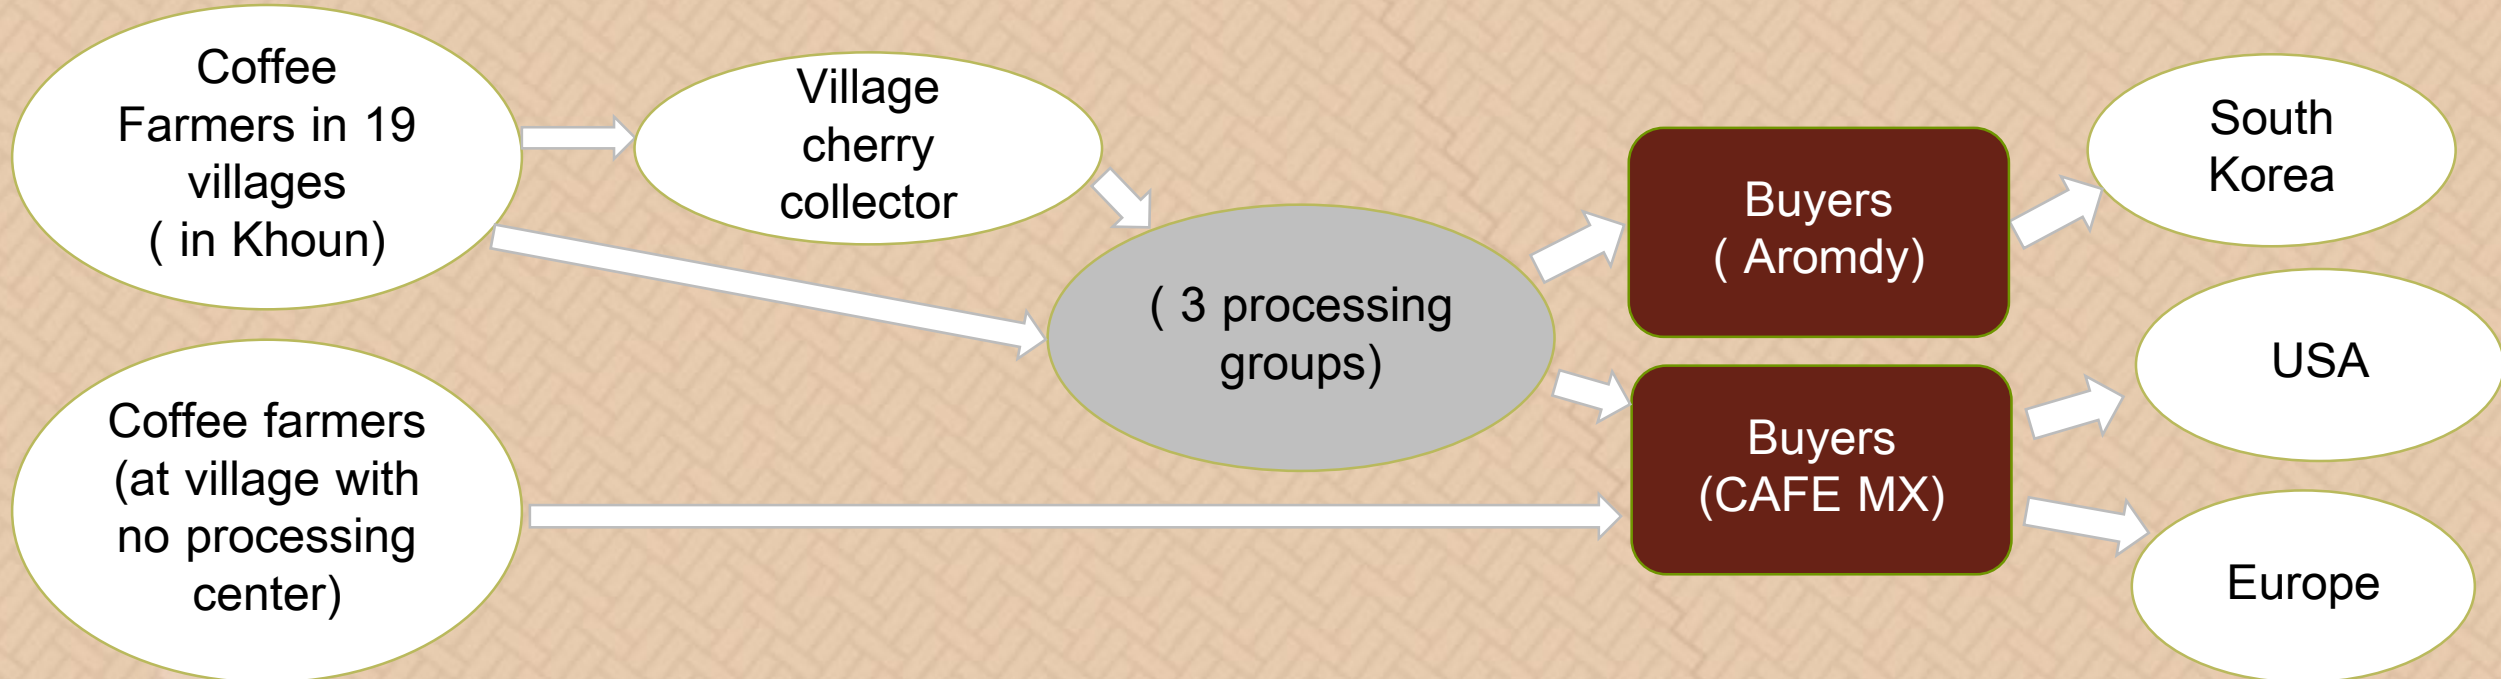 Coffee
Farmers in 19
villages
( in Khoun)
Village
cherry
collector
( 3 processing
groups)
Buyers
( Aromdy)
South
Korea
USA
Coffee farmers
(at village with
no processing
center)
Buyers
(CAFE MX)
Europe